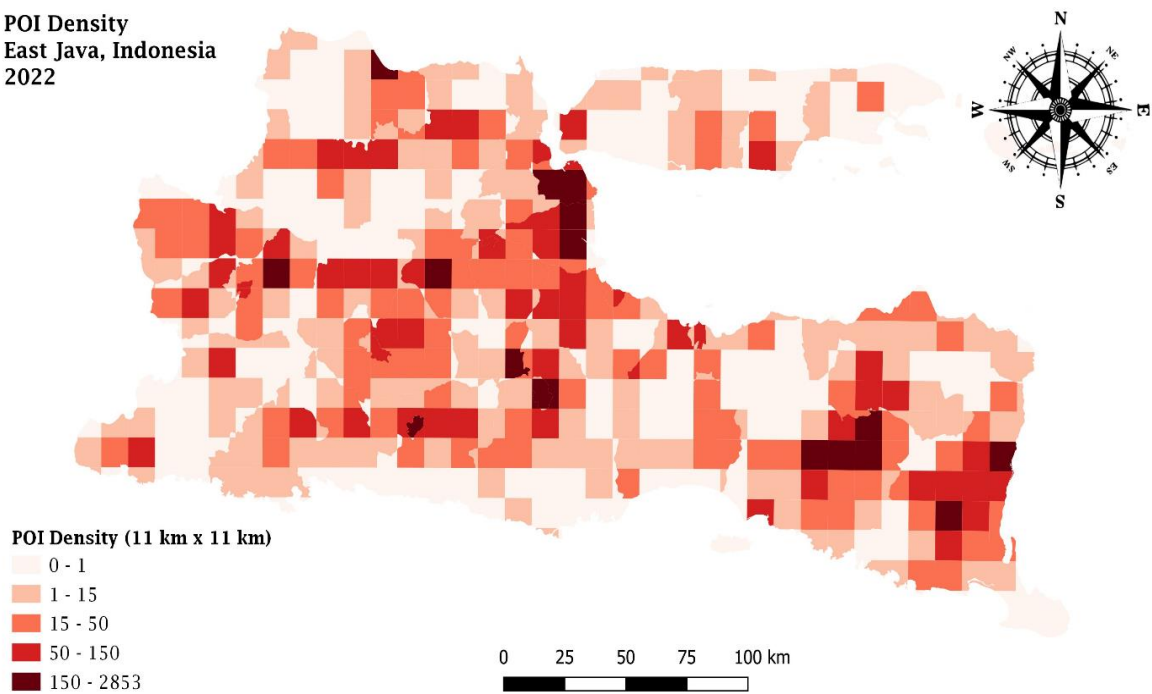 POI Density
East Java, Indonesia
2022
N
NW
NE
W
E
SW
ES
S
POI Density (11 km x 11 km)
0 - 1
1 - 15
15 - 50
50 - 150
150 - 2853
0 25 50 75 100 km